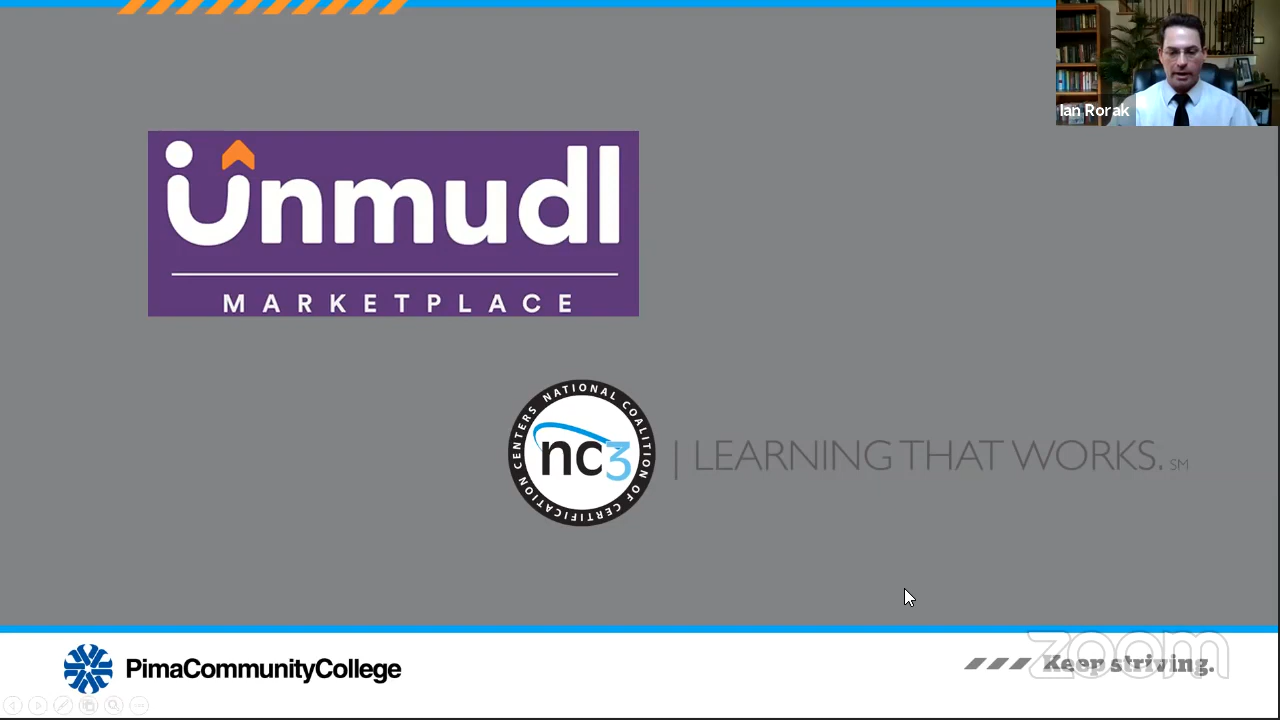 Ian Rorak
Unmudl
MARKETPLACE
NATIONAL COALITION OF CERTIFICATION CENTERS
nc3
| LEARNING THAT WORKS. SM
PimaCommunityCollege
Keep striving.
zoom